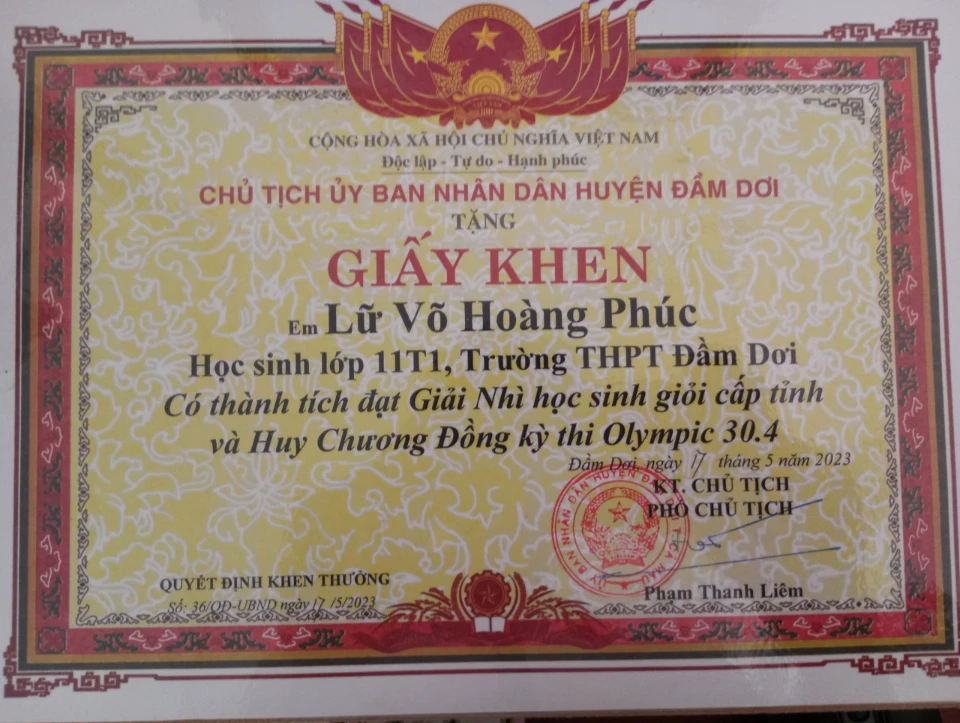 CỘNG HÒA XÃ HỘI CHỦ NGHĨA VIỆT NAM
Độc lập - Tự do - Hạnh phúc
CHỦ TỊCH ỦY BAN NHÂN DÂN HUYỆN ĐẦM DƠI
TẶNG
GIẤY KHEN
Em Lữ Võ Hoàng Phúc
Học sinh lớp 11T1, Trường THPT Đầm Dơi
Có thành tích đạt Giải Nhì học sinh giỏi cấp tỉnh
và Huy Chương Đồng kỳ thi Olympic 30.4
Đầm Dơi, ngày 17 tháng 5 năm 2023
KT. CHỦ TỊCH
PHÓ CHỦ TỊCH
QUYẾT ĐỊNH KHEN THƯỞNG
Số: 36/QĐ-UBND ngày 17/5/2023
Phạm Thanh Liêm